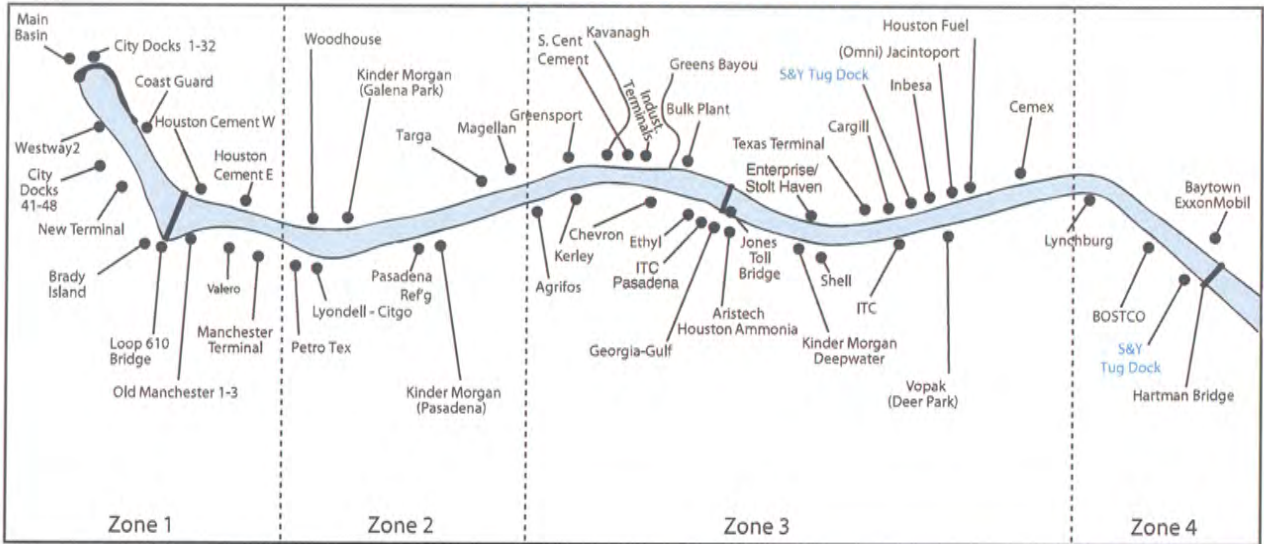 Main
Basin
City Docks 1-32
Coast Guard
Houston Cement W
Westway2
City
Docks
41-48
New Terminal
Houston
Cement E
Brady
Island
Loop 610
Bridge
Old Manchester 1-3
Valero
Manchester
Terminal
Zone 1
Woodhouse
Kinder Morgan
(Galena Park)
Targa
Magellan
Petro Tex
Lyondell - Citgo
Pasadena
Ref'g
Kinder Morgan
(Pasadena)
Zone 2
Greensport
S. Cent
Cement
Kavanagh
Indust.
Terminals
Greens Bayou
Bulk Plant
Agrifos
Kerley
Chevron
Ethyl
ITC
Pasadena
Georgia-Gulf
Aristech
Houston Ammonia
Jones
Toll
Bridge
Texas Terminal
Enterprise/
Stolt Haven
Cargill
S&Y Tug Dock
Inbesa
(Omni) Jacintoport
Houston Fuel
Cemex
Kinder Morgan
Deepwater
Shell
ITC
Vopak
(Deer Park)
Zone 3
Lynchburg
BOSTCO
S&Y
Tug Dock
Baytown
ExxonMobil
Hartman Bridge
Zone 4